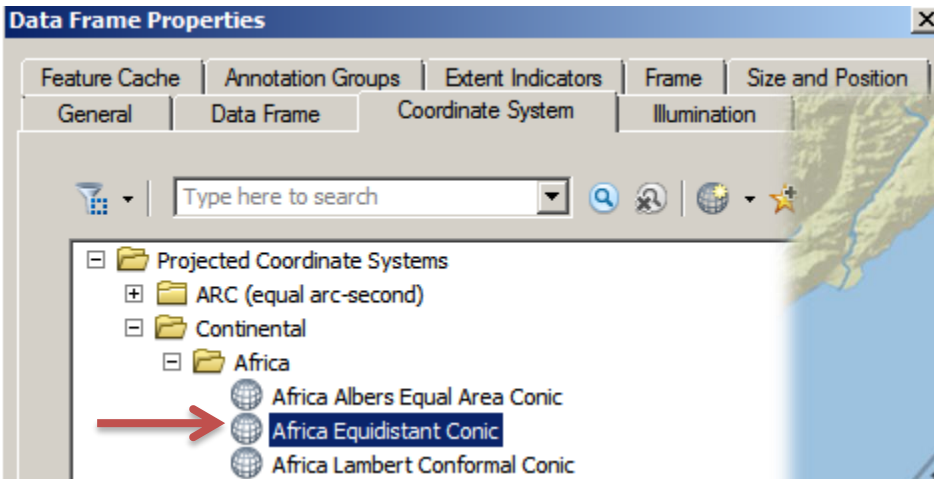 Data Frame Properties
Feature Cache Annotation Groups Extent Indicators Frame Size and Position
General Data Frame Coordinate System Illumination
Type here to search
Projected Coordinate Systems
ARC (equal arc-second)
Continental
Africa
Africa Albers Equal Area Conic
Africa Equidistant Conic
Africa Lambert Conformal Conic